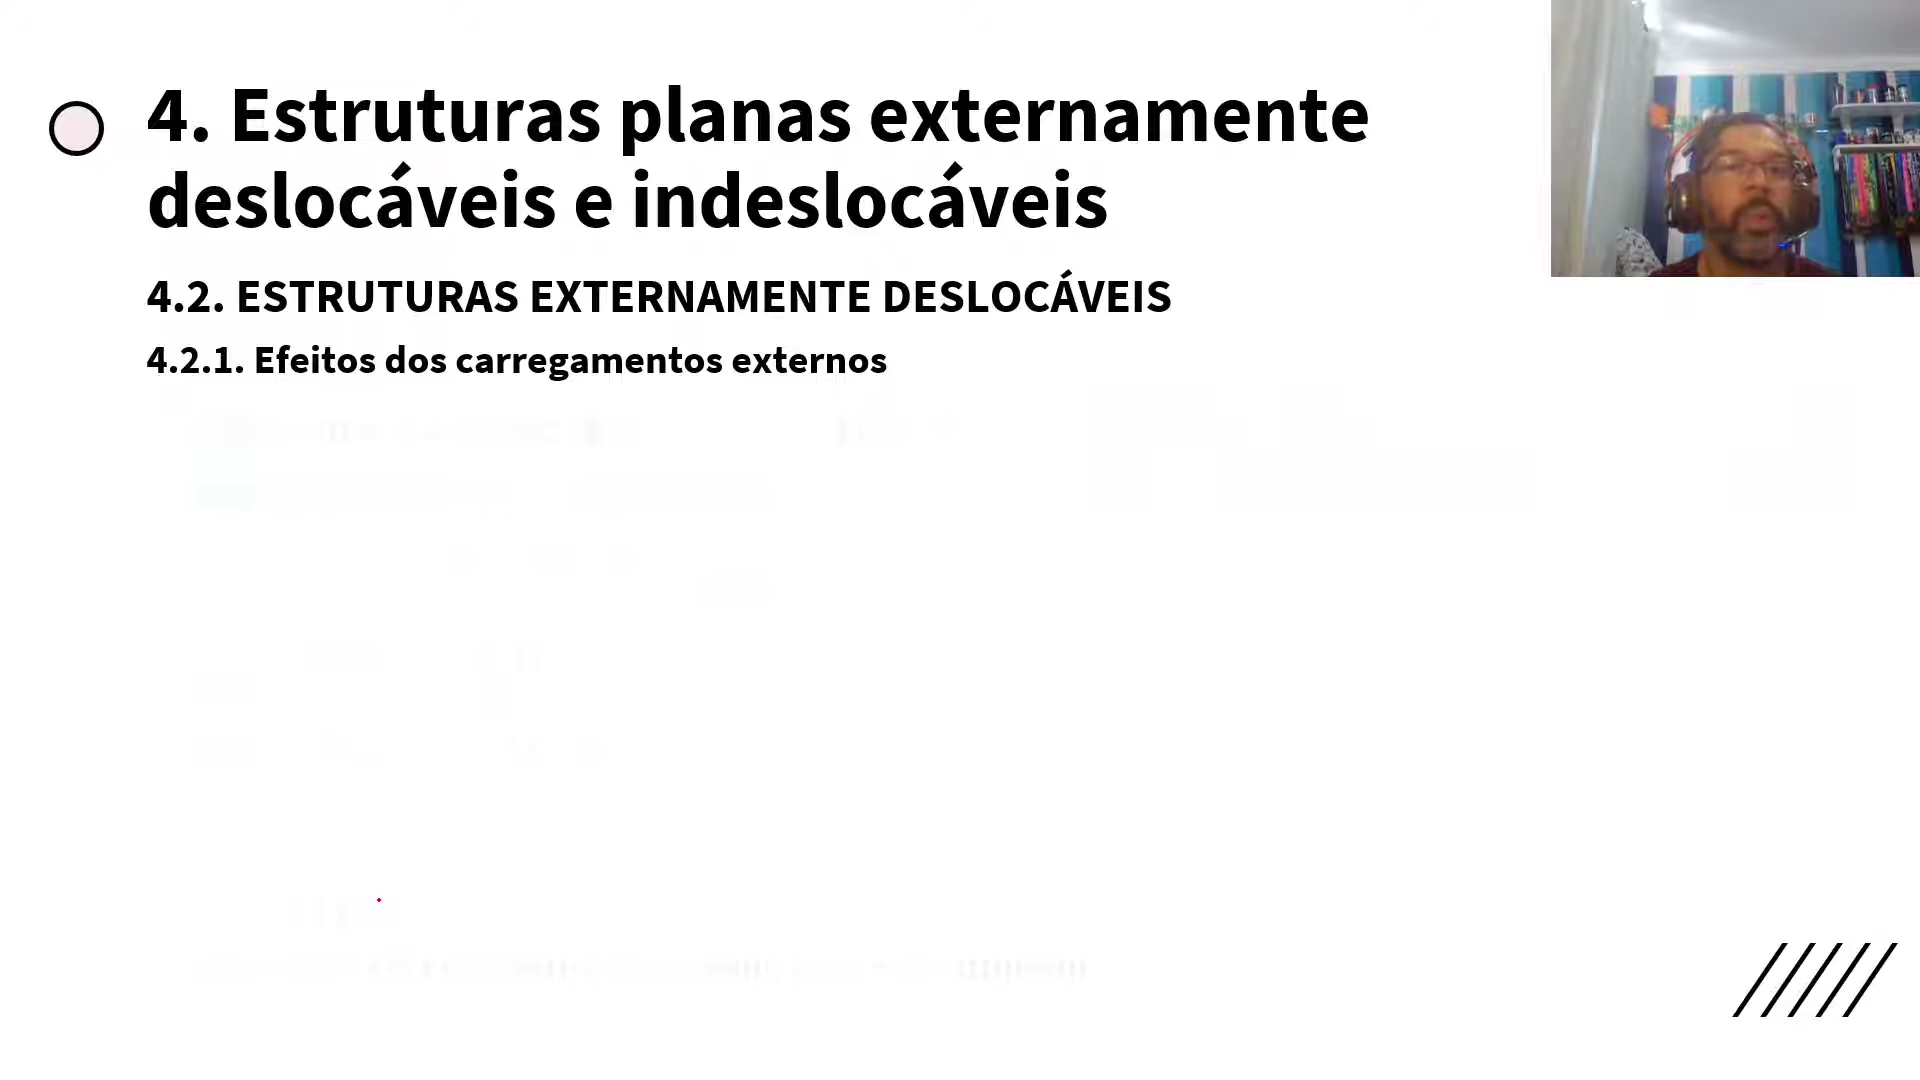 4. Estruturas planas externamente
deslocáveis e indeslocáveis
4.2. ESTRUTURAS EXTERNAMENTE DESLOCÁVEIS
4.2.1. Efeitos dos carregamentos externos